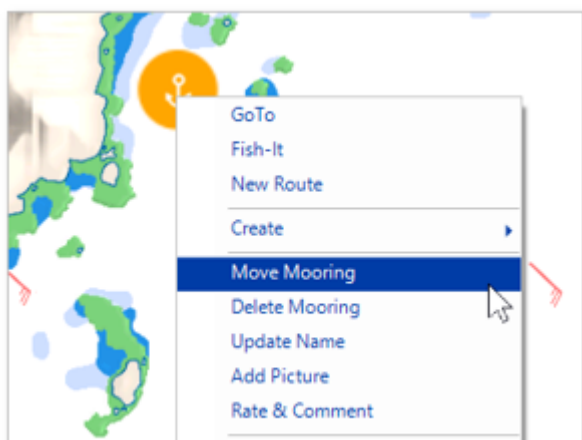 GoTo
Fish-It
New Route
Create
Move Mooring
Delete Mooring
Update Name
Add Picture
Rate & Comment